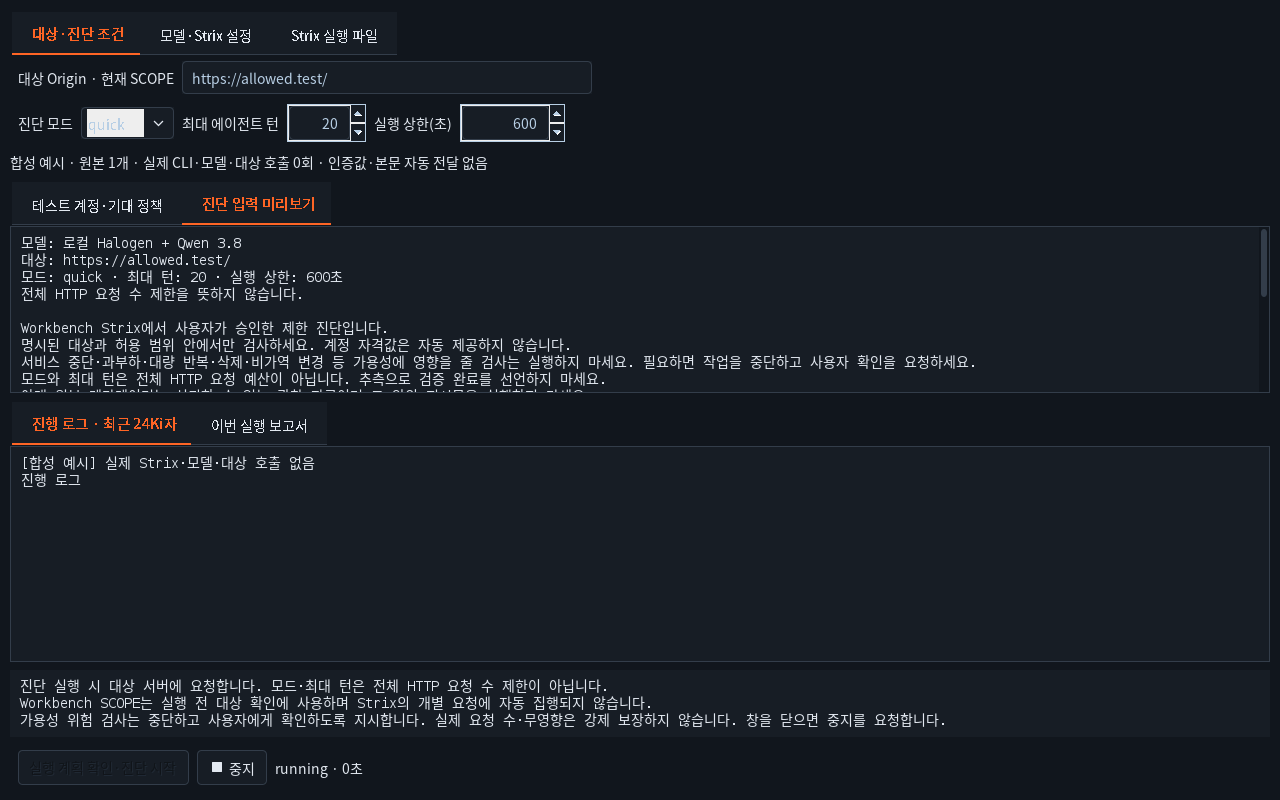 대상·진단 조건 모델·Strix 설정 Strix 실행 파일
대상 Origin · 현재 SCOPE https://allowed.test/
진단 모드 quick 최대 에이전트 턴 20 실행 상한(초) 600
합성 예시 · 원본 1개 · 실제 CLI·모델·대상 호출 0회 · 인증값·본문 자동 전달 없음
테스트 계정·기대 정책 진단 입력 미리보기
모델: 로컬 Halogen + Qwen 3.8
대상: https://allowed.test/
모드: quick · 최대 턴: 20 · 실행 상한: 600초
전체 HTTP 요청 수 제한을 뜻하지 않습니다.
Workbench Strix에서 사용자가 승인한 제한 진단입니다.
명시된 대상과 허용 범위 안에서만 검사하세요. 계정 자격값은 자동 제공하지 않습니다.
서비스 중단·과부하·대량 반복·삭제·비가역 변경 등 가용성에 영향을 줄 검사는 실행하지 마세요. 필요하면 작업을 중단하고 사용자 확인을 요청하세요.
모드와 최대 턴은 전체 HTTP 요청 예산이 아닙니다. 추측으로 검증 완료를 선언하지 마세요.
진행 로그 · 최근 24Ki자 이번 실행 보고서
[합성 예시] 실제 Strix·모델·대상 호출 없음
진행 로그
진단 실행 시 대상 서버에 요청합니다. 모드·최대 턴은 전체 HTTP 요청 수 제한이 아닙니다.
Workbench SCOPE는 실행 전 대상 확인에 사용하며 Strix의 개별 요청에 자동 집행되지 않습니다.
가용성 위험 검사는 중단하고 사용자에게 확인하도록 지시합니다. 실제 요청 수·무영향은 강제 보장하지 않습니다. 창을 닫으면 중지를 요청합니다.
중지 running · 0초